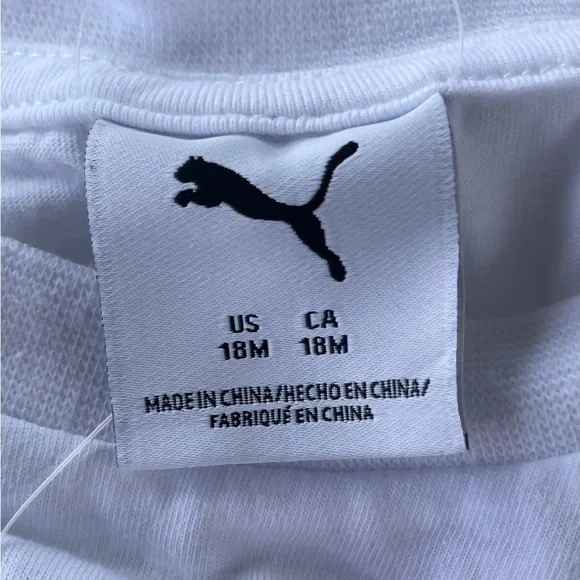 US CA
18M 18M
MADE IN CHINA/HECHO EN CHINA/
FABRIQUÉ EN CHINA